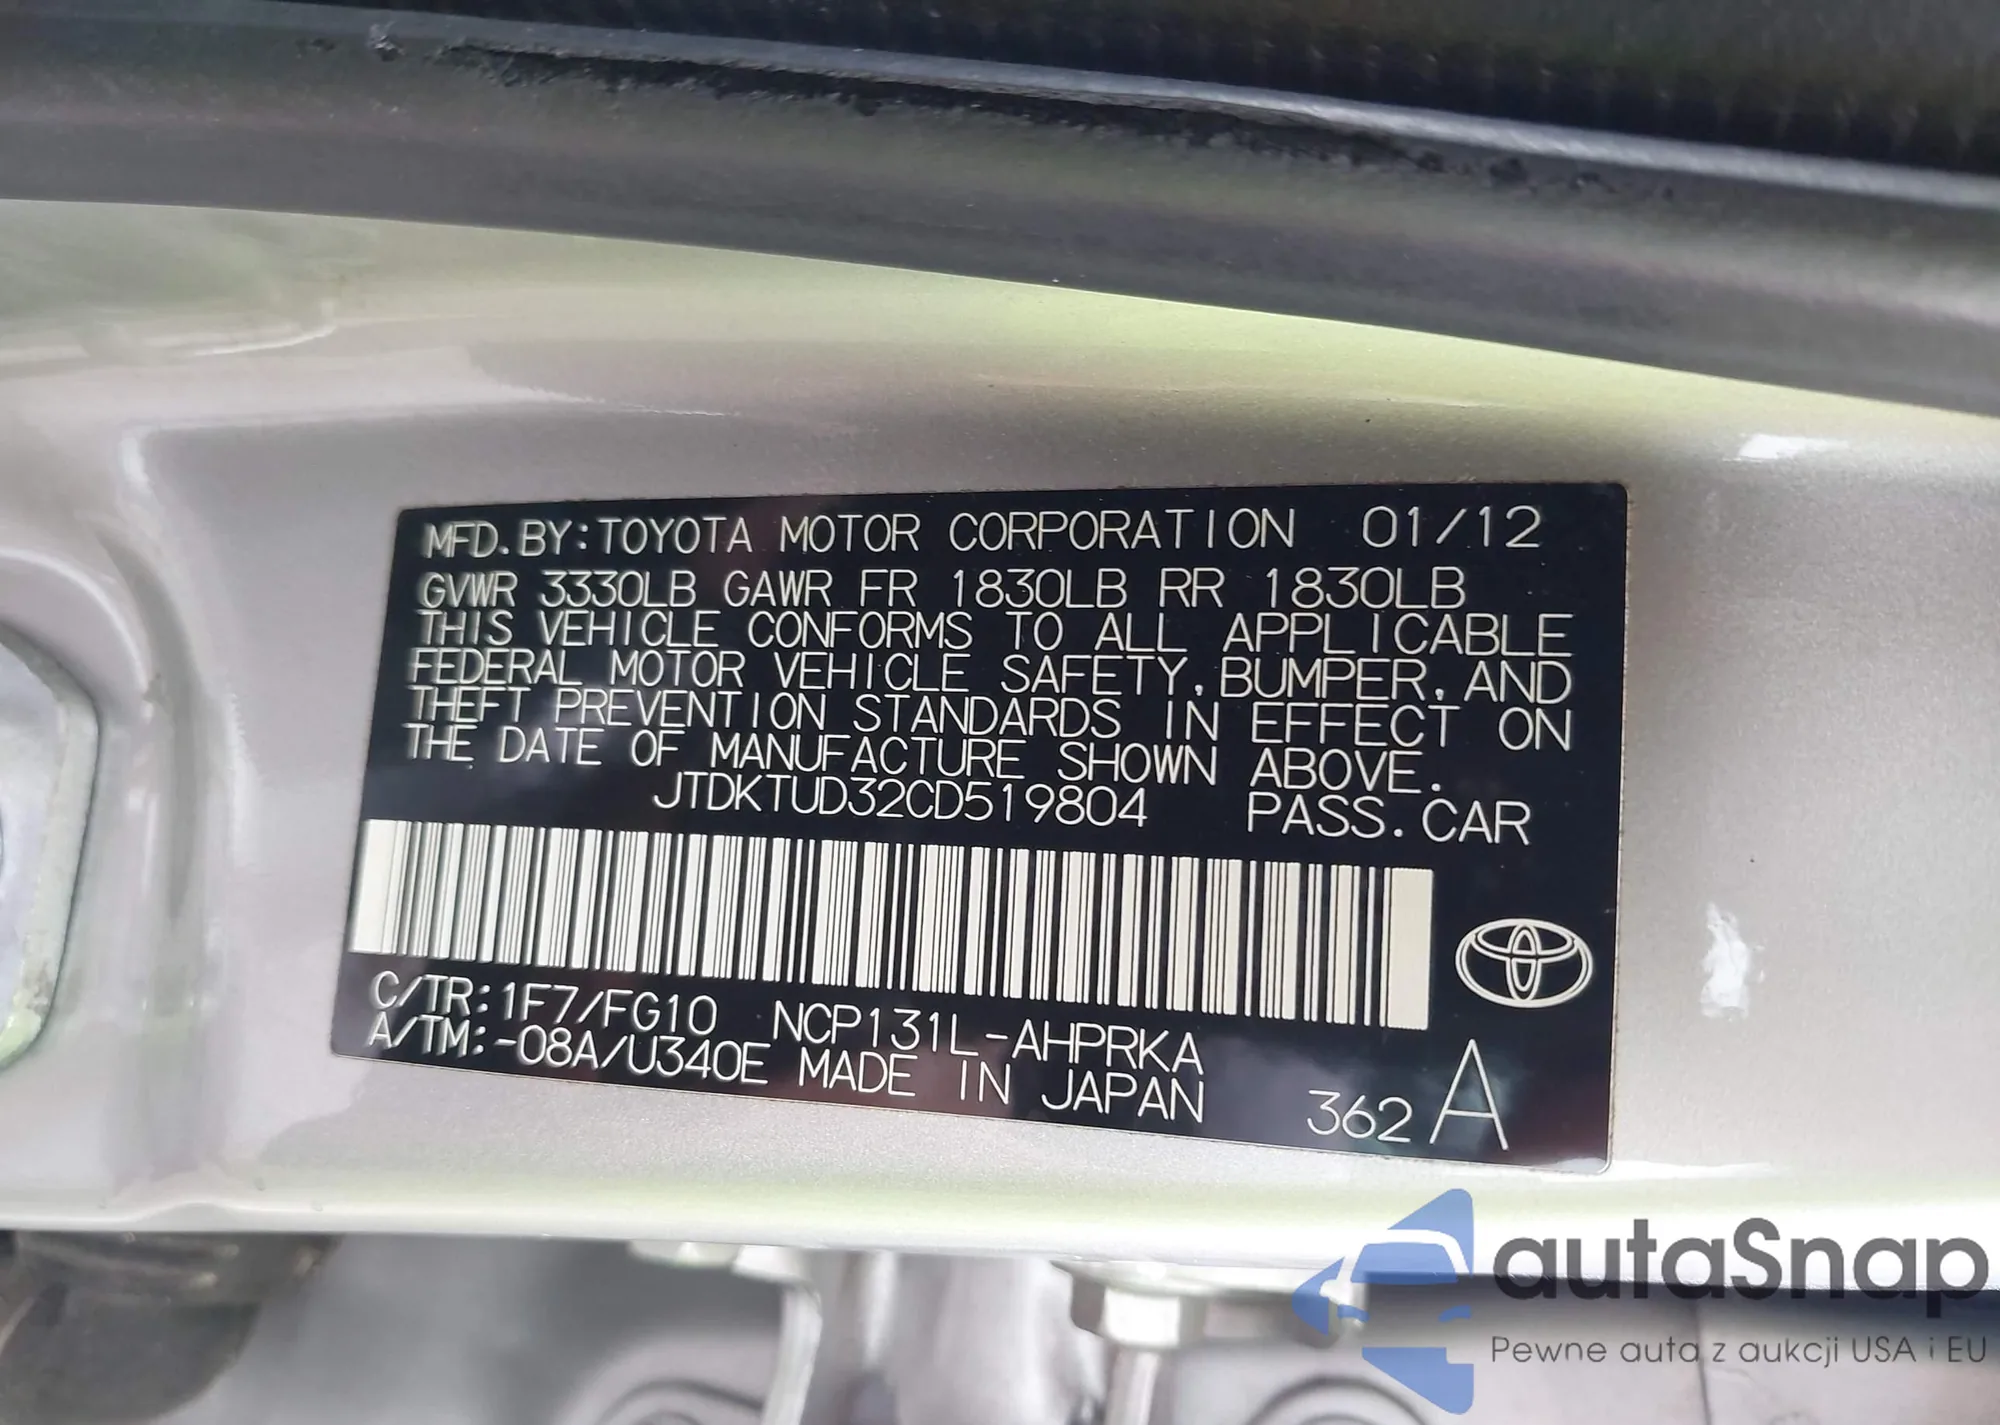 MFD. BY: TOYOTA MOTOR CORPORATION 01/12
GVWR 3330LB GAWR FR 1830LB RR 1830LB
THIS VEHICLE CONFORMS TO ALL APPLICABLE
FEDERAL MOTOR VEHICLE SAFETY, BUMPER, AND
THEFT PREVENTION STANDARDS IN EFFECT ON
THE DATE OF MANUFACTURE SHOWN ABOVE.
JTDKTUD32CD519804 PASS. CAR
C/TR: 1F7/FG10 NCP131L-AHPRKA
A/TM: -08A/U340E MADE IN JAPAN 362 A
autaSnap
Pewne auta z aukcji USA i EU